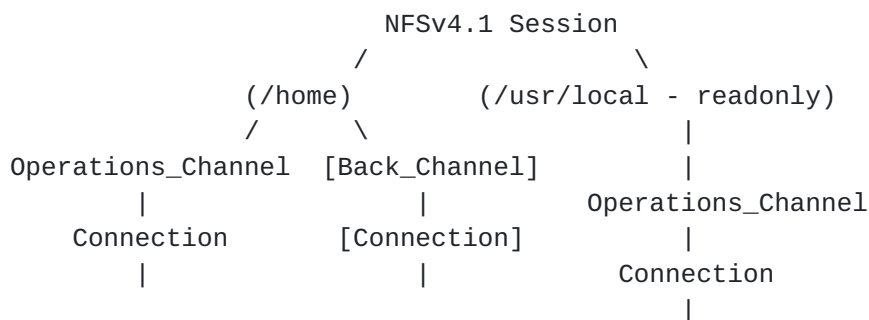 NFSv4.1 Session
/ \
(/home) (/usr/local - readonly)
/ \ |
Operations_Channel [Back_Channel] |
| | Operations_Channel
Connection [Connection] |
| | Connection
|